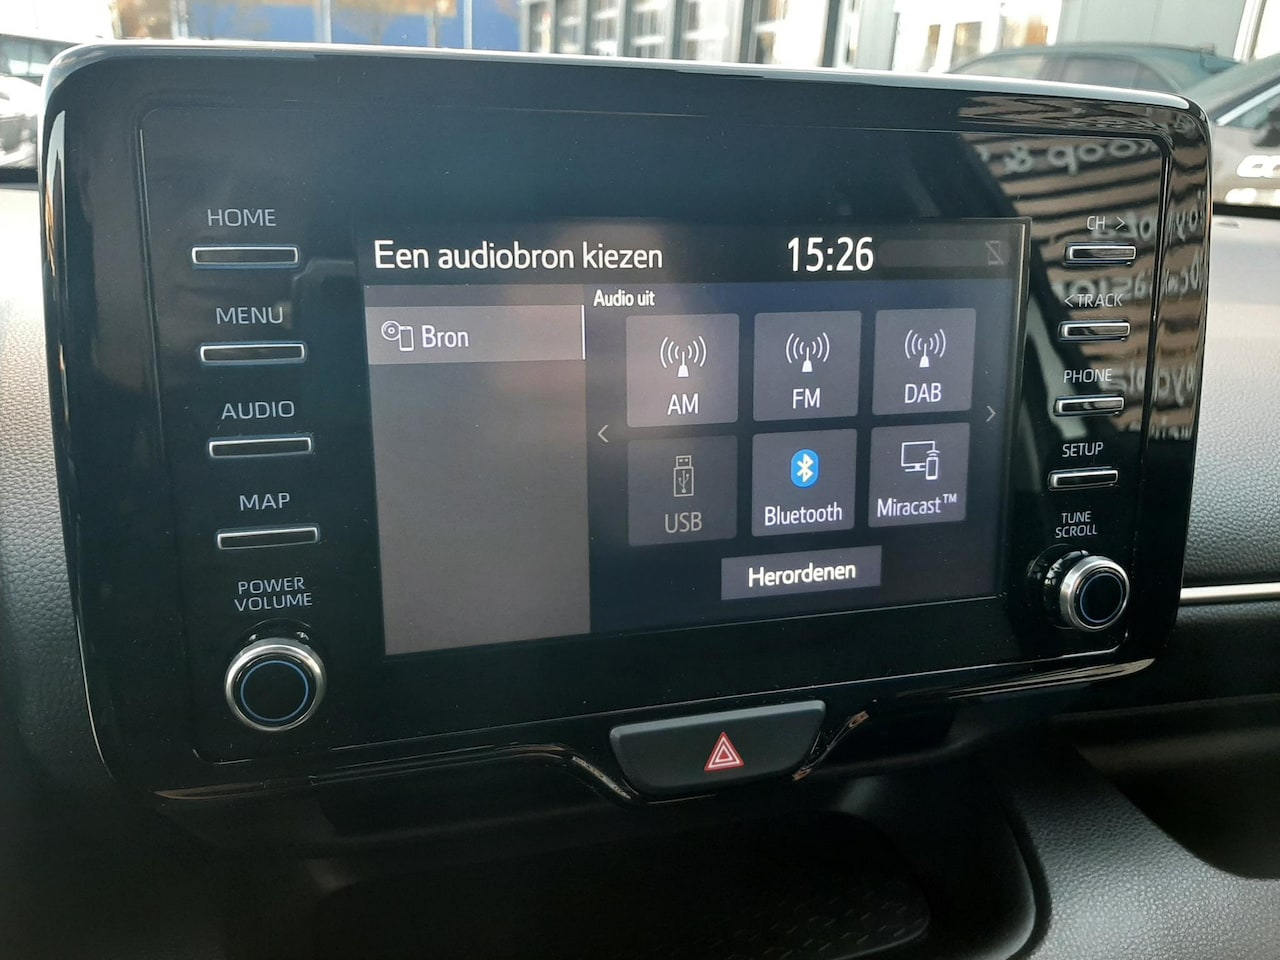 HOME
MENU
AUDIO
MAP
POWER
VOLUME
Een audiobron kiezen
15:26
Bron
Audio uit
AM
FM
DAB
USB
Bluetooth
Miracast™
Herordenen
CH >
< TRACK
PHONE
SETUP
TUNE
SCROLL
koop &